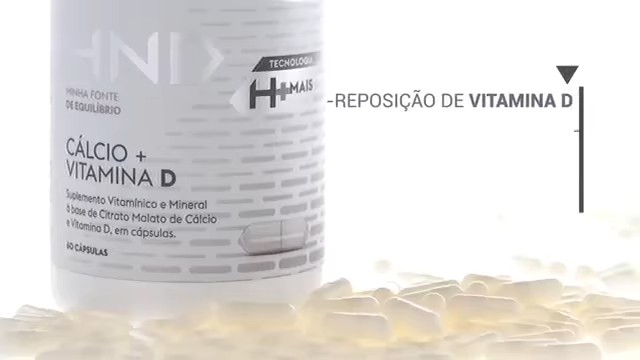 HNDX
MINHA FONTE
DE EQUILÍBRIO
TECNOLOGIA
H+MAIS
CÁLCIO +
VITAMINA D
Suplemento Vitamínico e Mineral
à base de Citrato Malato de Cálcio
e Vitamina D, em cápsulas.
60 CÁPSULAS
-REPOSIÇÃO DE VITAMINA D